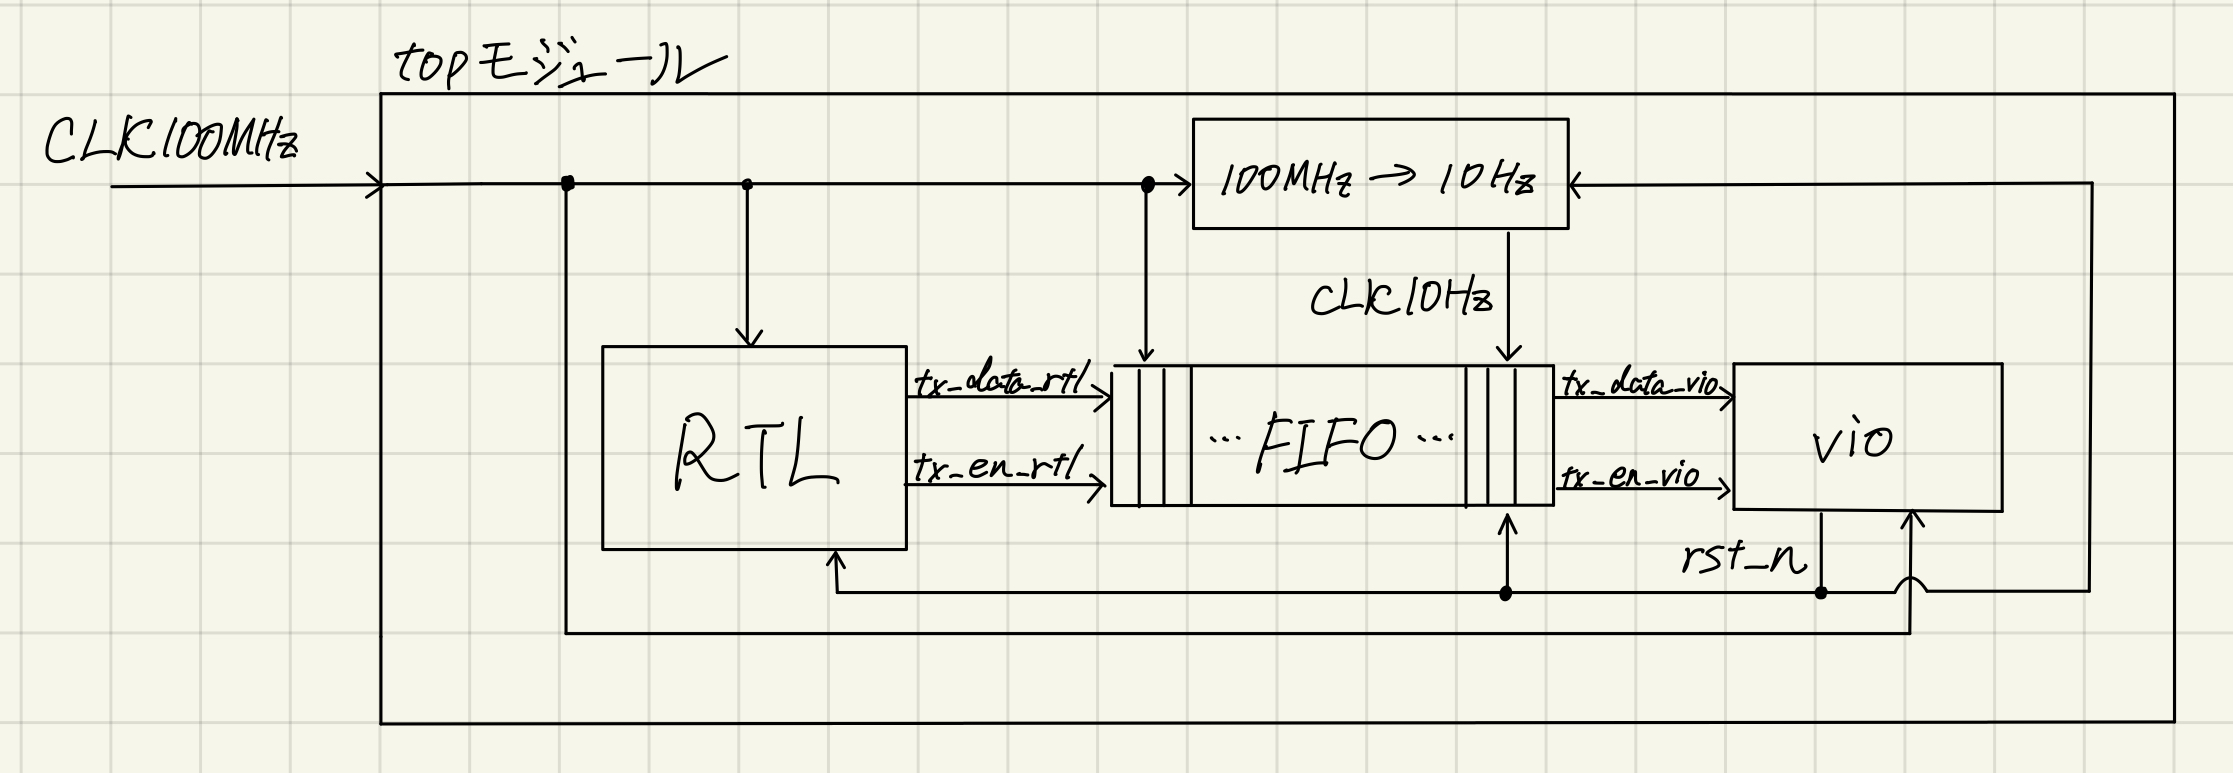 topモジュール
CLK100MHz
100MHz→10Hz
CLK10Hz
tx_data_rtl
tx_data_vio
RTL
…FIFO…
vio
tx_en_rtl
tx_en_vio
rst_n